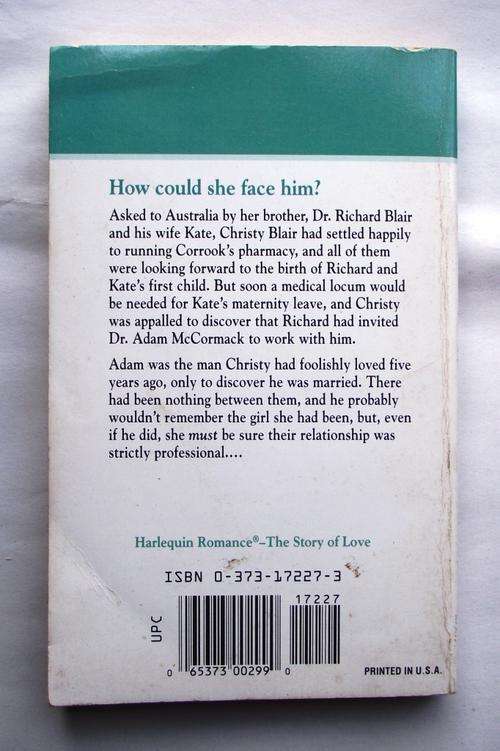 How could she face him?
Asked to Australia by her brother, Dr. Richard Blair
and his wife Kate, Christy Blair had settled happily
to running Corrook's pharmacy, and all of them
were looking forward to the birth of Richard and
Kate's first child. But soon a medical locum would
be needed for Kate's maternity leave, and Christy
was appalled to discover that Richard had invited
Dr. Adam McCormack to work with him.
Adam was the man Christy had foolishly loved five
years ago, only to discover he was married. There
had been nothing between them, and he probably
wouldn't remember the girl she had been, but, even
if he did, she must be sure their relationship was
strictly professional....
Harlequin Romance®–The Story of Love
ISBN 0-373-17227-3
17227
UPC
0 65373 00299 0
PRINTED IN U.S.A.